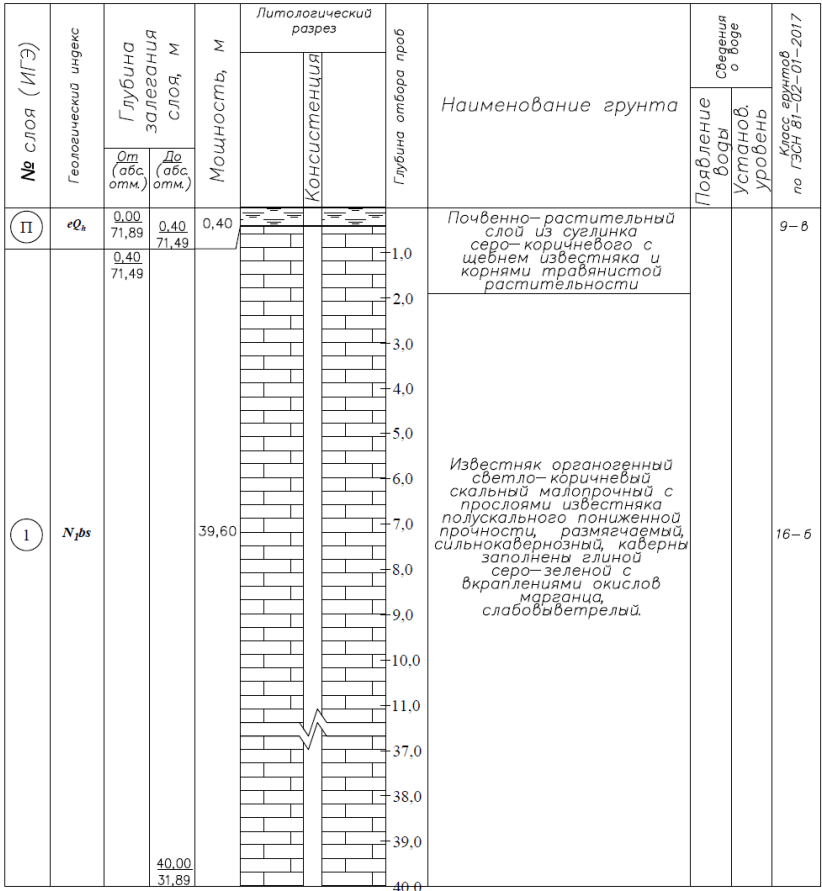 № слоя (ИГЭ)
Геологический индекс
Глубина
залегания
слоя, м
От
(абс.
отм.)
До
(абс.
отм.)
Мощность, м
Литологический
разрез
Консистенция
Глубина отбора проб
Наименование грунта
Сведения
о воде
Появление
воды
Установ.
уровень
Класс грунтов
по ГЭСН 81-02-01-2017
П
eQh
0,00
71,89
0,40
71,49
0,40
Почвенно-растительный
слой из суглинка
серо-коричневого с
щебнем известняка и
корнями травянистой
растительности
9-в
1
N1bs
0,40
71,49
40,00
31,89
39,60
1,0
2,0
3,0
4,0
5,0
6,0
7,0
8,0
9,0
10,0
11,0
37,0
38,0
39,0
40,0
Известняк органогенный
светло-коричневый
скальный малопрочный с
прослоями известняка
полускального пониженной
прочности, размягчаемый,
сильнокавернозный, каверны
заполнены глиной
серо-зеленой с
вкраплениями окислов
марганца,
слабовыветрелый.
16-б